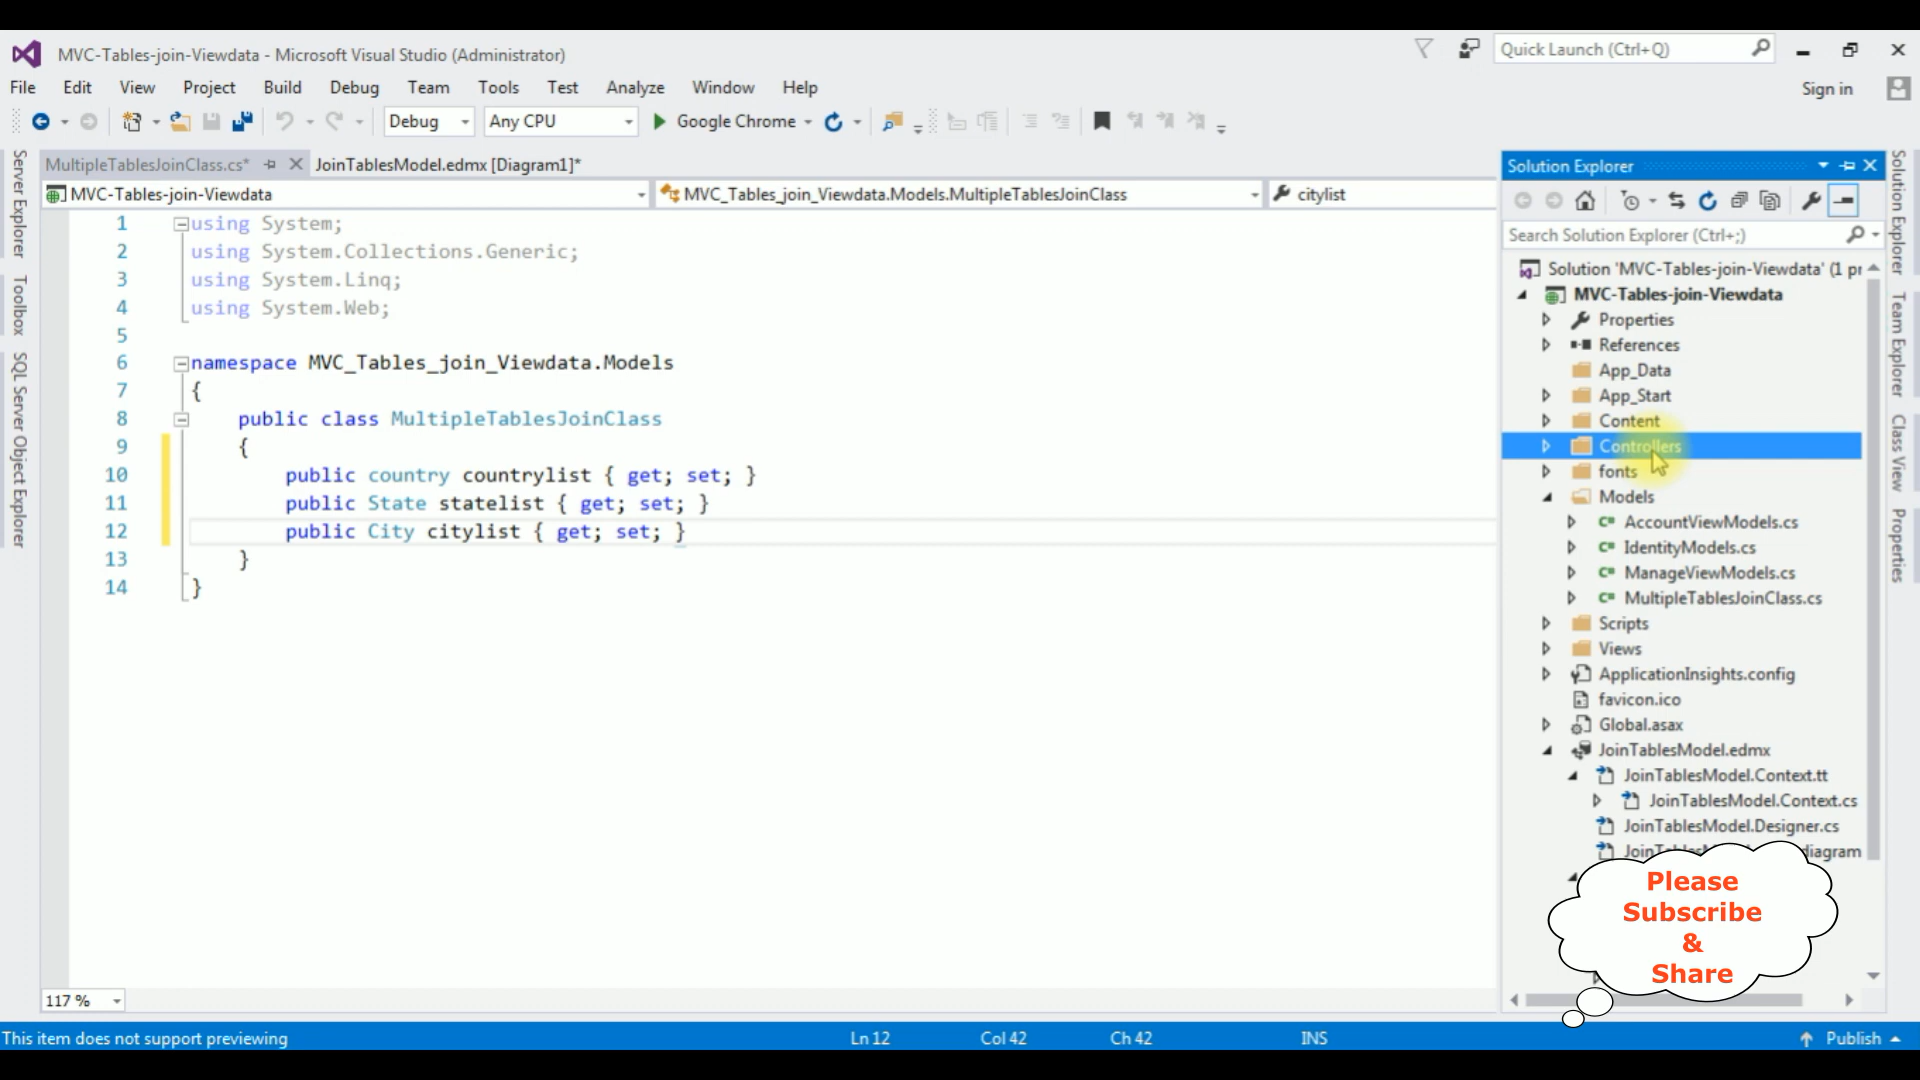 MVC-Tables-join-Viewdata - Microsoft Visual Studio (Administrator)
Quick Launch (Ctrl+Q)
File Edit View Project Build Debug Team Tools Test Analyze Window Help
Sign in
Debug Any CPU Google Chrome
Server Explorer
Toolbox
SQL Server Object Explorer
MultipleTablesJoinClass.cs* JoinTablesModel.edmx [Diagram1]*
MVC-Tables-join-Viewdata MVC_Tables_join_Viewdata.Models.MultipleTablesJoinClass citylist
1 using System;
2 using System.Collections.Generic;
3 using System.Linq;
4 using System.Web;
5
6 namespace MVC_Tables_join_Viewdata.Models
7 {
8 public class MultipleTablesJoinClass
9 {
10 public country countrylist { get; set; }
11 public State statelist { get; set; }
12 public City citylist { get; set; }
13 }
14 }
117 %
Solution Explorer
Search Solution Explorer (Ctrl+;)
Solution 'MVC-Tables-join-Viewdata' (1 pr
MVC-Tables-join-Viewdata
Properties
References
App_Data
App_Start
Content
Controllers
fonts
Models
AccountViewModels.cs
IdentityModels.cs
ManageViewModels.cs
MultipleTablesJoinClass.cs
Scripts
Views
ApplicationInsights.config
favicon.ico
Global.asax
JoinTablesModel.edmx
JoinTablesModel.Context.tt
JoinTablesModel.Context.cs
JoinTablesModel.Designer.cs
diagram
Please
Subscribe
&
Share
Solution Explorer
Team Explorer
Class View
Properties
This item does not support previewing Ln 12 Col 42 Ch 42 INS Publish